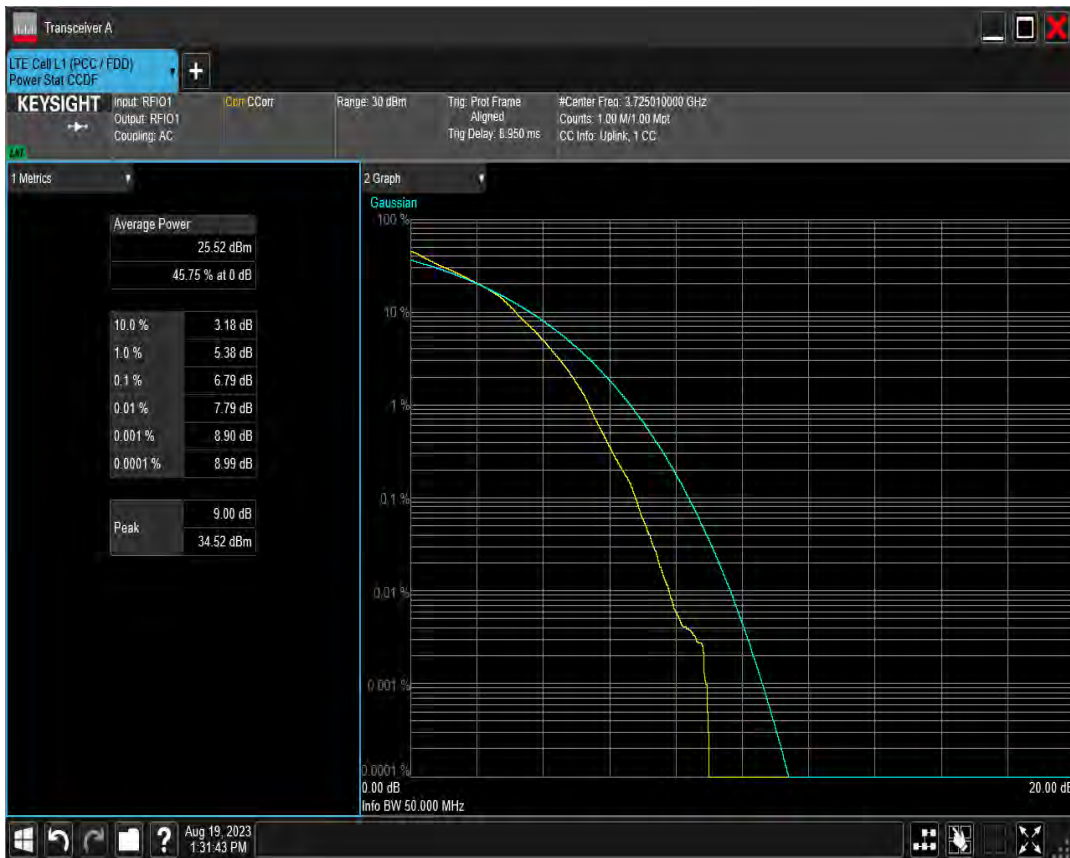 Transceiver A
LTE Cell L1 (PCC / FDD)
Power Stat CCDF
+
KEYSIGHT
Input: RFIO1
Output: RFIO1
Coupling: AC
Corr CCorr
Range: 30 dBm
Trig: Prot Frame
Aligned
Trig Delay: 8.950 ms
#Center Freq: 3.725010000 GHz
Counts: 1.00 M/1.00 Mpt
CC Info: Uplink, 1 CC
1 Metrics
Average Power
25.52 dBm
45.75 % at 0 dB
10.0 % 3.18 dB
1.0 % 5.38 dB
0.1 % 6.79 dB
0.01 % 7.79 dB
0.001 % 8.90 dB
0.0001 % 8.99 dB
Peak
9.00 dB
34.52 dBm
2 Graph
Gaussian
100 %
10 %
1 %
0.1 %
0.01 %
0.001 %
0.0001 %
0.00 dB
20.00 dB
Info BW 50.000 MHz
?
Aug 19, 2023
1:31:43 PM